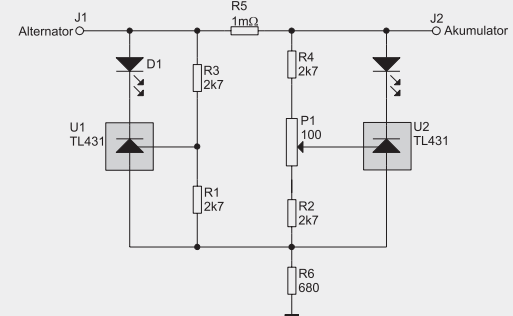 R5
1mΩ
J1
Alternator
J2
Akumulator
D1
R3
2k7
R4
2k7
U1
TL431
P1
100
U2
TL431
R1
2k7
R2
2k7
R6
680